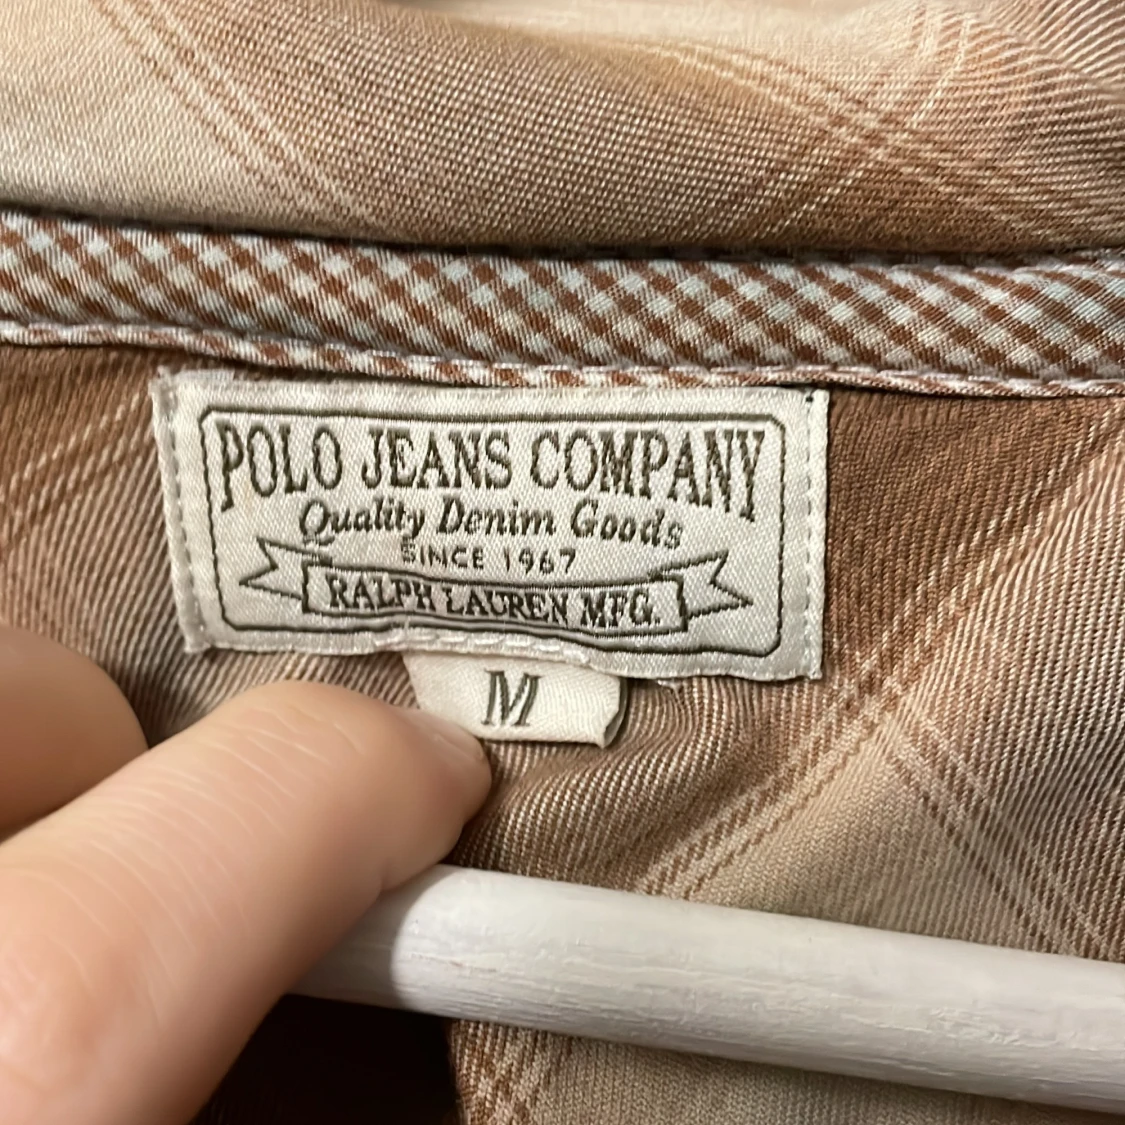 POLO JEANS COMPANY
Quality Denim Goods
SINCE 1967
RALPH LAUREN MFG.
M